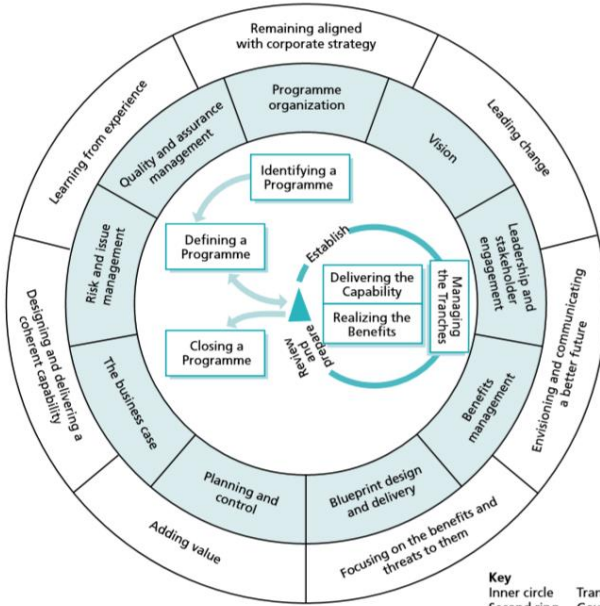 Remaining aligned
with corporate strategy
Leading change
Envisioning and communicating
a better future
Focusing on the benefits and
threats to them
Adding value
Designing and delivering a
coherent capability
Learning from experience
Programme
organization
Vision
Leadership and
stakeholder
engagement
Benefits
management
Blueprint design
and delivery
Planning and
control
The business case
Risk and issue
management
Quality and assurance
management
Identifying a
Programme
Defining a
Programme
Closing a
Programme
Establish
Delivering the
Capability
Realizing the
Benefits
Managing
the Tranches
Review
and
prepare
Key
Inner circle Tran